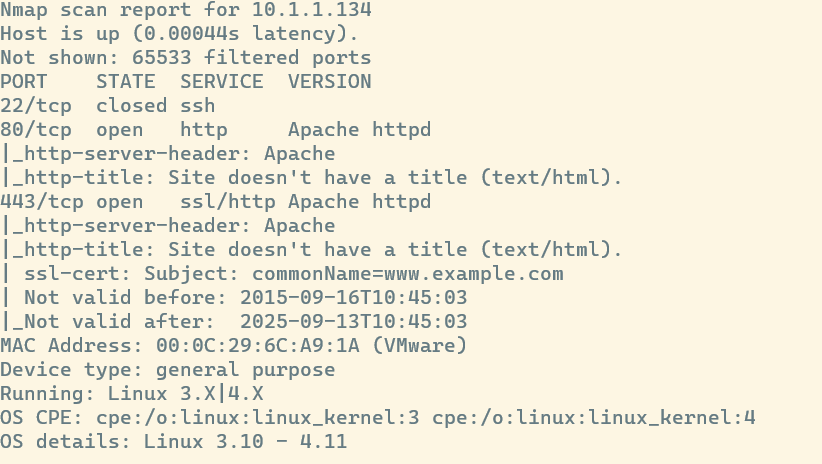 Nmap scan report for 10.1.1.134
Host is up (0.00044s latency).
Not shown: 65533 filtered ports
PORT    STATE  SERVICE  VERSION
22/tcp  closed ssh
80/tcp  open   http     Apache httpd
|_http-server-header: Apache
|_http-title: Site doesn't have a title (text/html).
443/tcp open   ssl/http Apache httpd
|_http-server-header: Apache
|_http-title: Site doesn't have a title (text/html).
| ssl-cert: Subject: commonName=www.example.com
| Not valid before: 2015-09-16T10:45:03
|_Not valid after:  2025-09-13T10:45:03
MAC Address: 00:0C:29:6C:A9:1A (VMware)
Device type: general purpose
Running: Linux 3.X|4.X
OS CPE: cpe:/o:linux:linux_kernel:3 cpe:/o:linux:linux_kernel:4
OS details: Linux 3.10 - 4.11